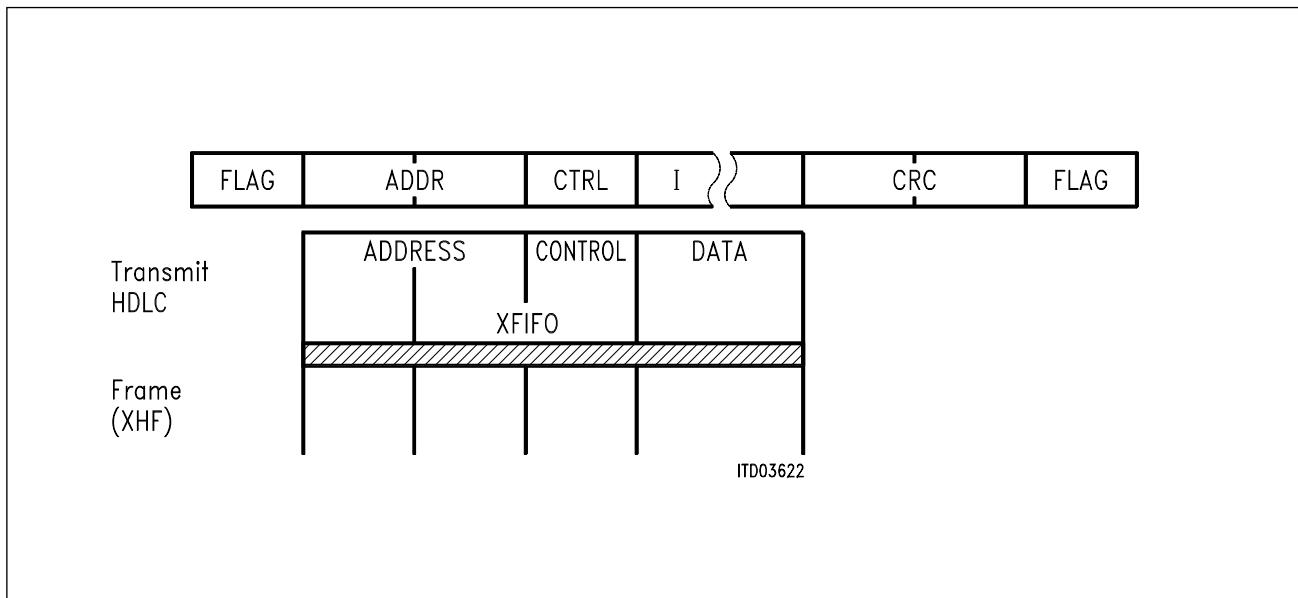 FLAG ADDR CTRL I CRC FLAG
ADDRESS CONTROL DATA
Transmit
HDLC
XFIFO
Frame
(XHF)
ITD03622